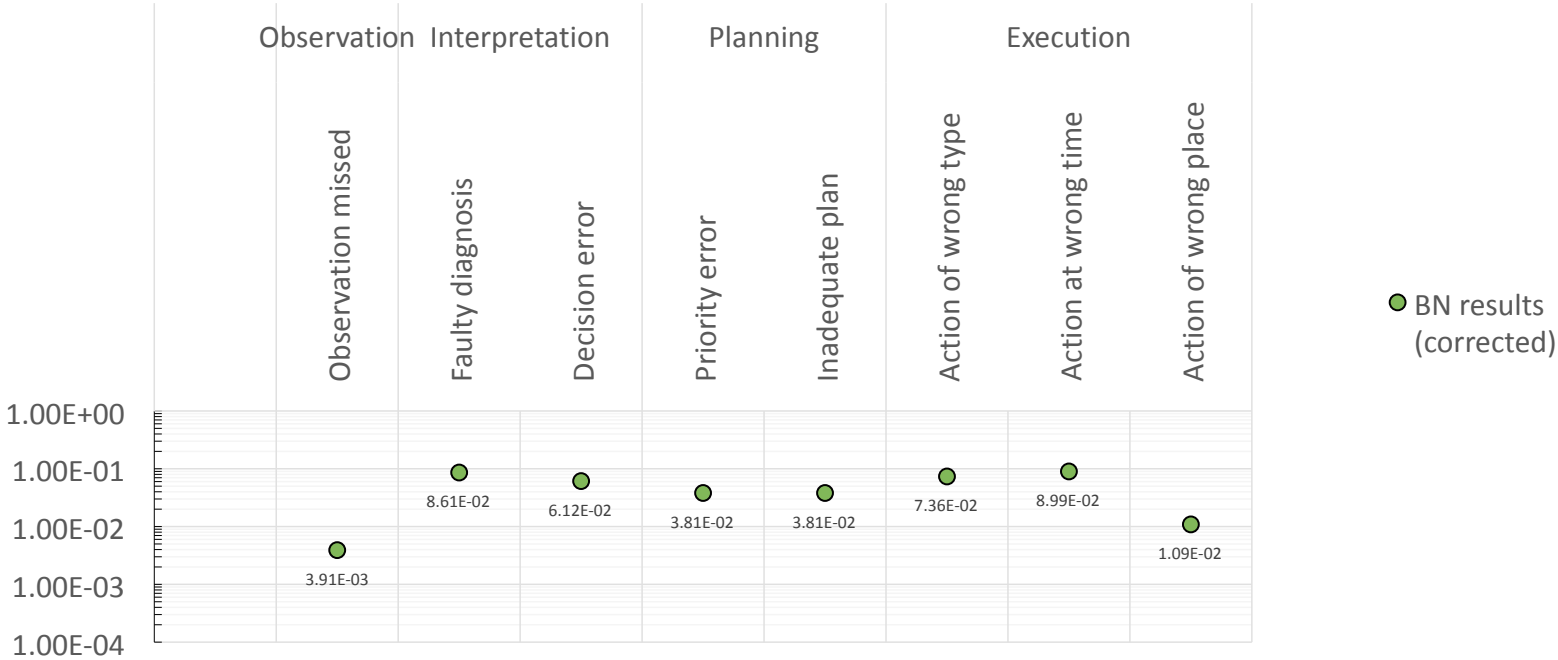 Observation Interpretation Planning Execution
Observation missed
Faulty diagnosis
Decision error
Priority error
Inadequate plan
Action of wrong type
Action at wrong time
Action of wrong place
BN results
(corrected)
1.00E+00
1.00E-01
1.00E-02
1.00E-03
1.00E-04
3.91E-03
8.61E-02
6.12E-02
3.81E-02
3.81E-02
7.36E-02
8.99E-02
1.09E-02